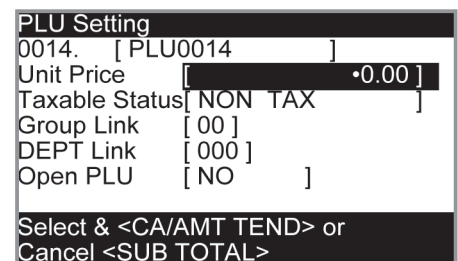 PLU Setting
0014. [ PLU0014 ]
Unit Price [ •0.00 ]
Taxable Status[ NON TAX ]
Group Link [ 00 ]
DEPT Link [ 000 ]
Open PLU [ NO ]
Select & <CA/AMT TEND> or
Cancel <SUB TOTAL>